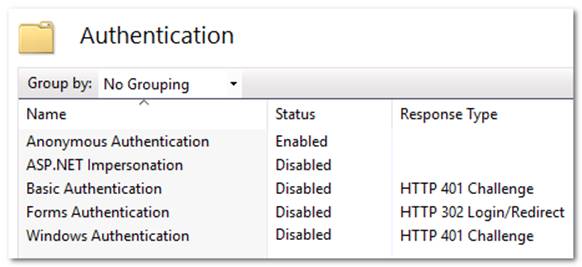 Authentication
Group by: No Grouping
Name Status Response Type
Anonymous Authentication Enabled
ASP.NET Impersonation Disabled
Basic Authentication Disabled HTTP 401 Challenge
Forms Authentication Disabled HTTP 302 Login/Redirect
Windows Authentication Disabled HTTP 401 Challenge